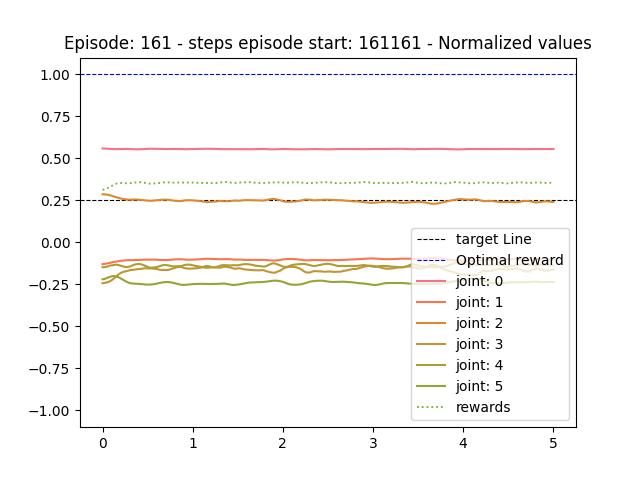 Episode: 161 - steps episode start: 161161 - Normalized values
1.00
0.75
0.50
0.25
0.00
−0.25
−0.50
−0.75
−1.00
0
1
2
3
4
5
target Line
Optimal reward
joint: 0
joint: 1
joint: 2
joint: 3
joint: 4
joint: 5
rewards